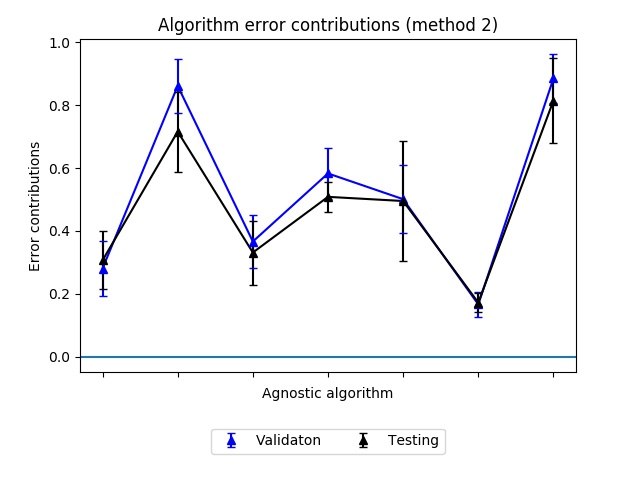 Algorithm error contributions (method 2)
1.0
0.8
0.6
0.4
0.2
0.0
Error contributions
Agnostic algorithm
Validaton
Testing